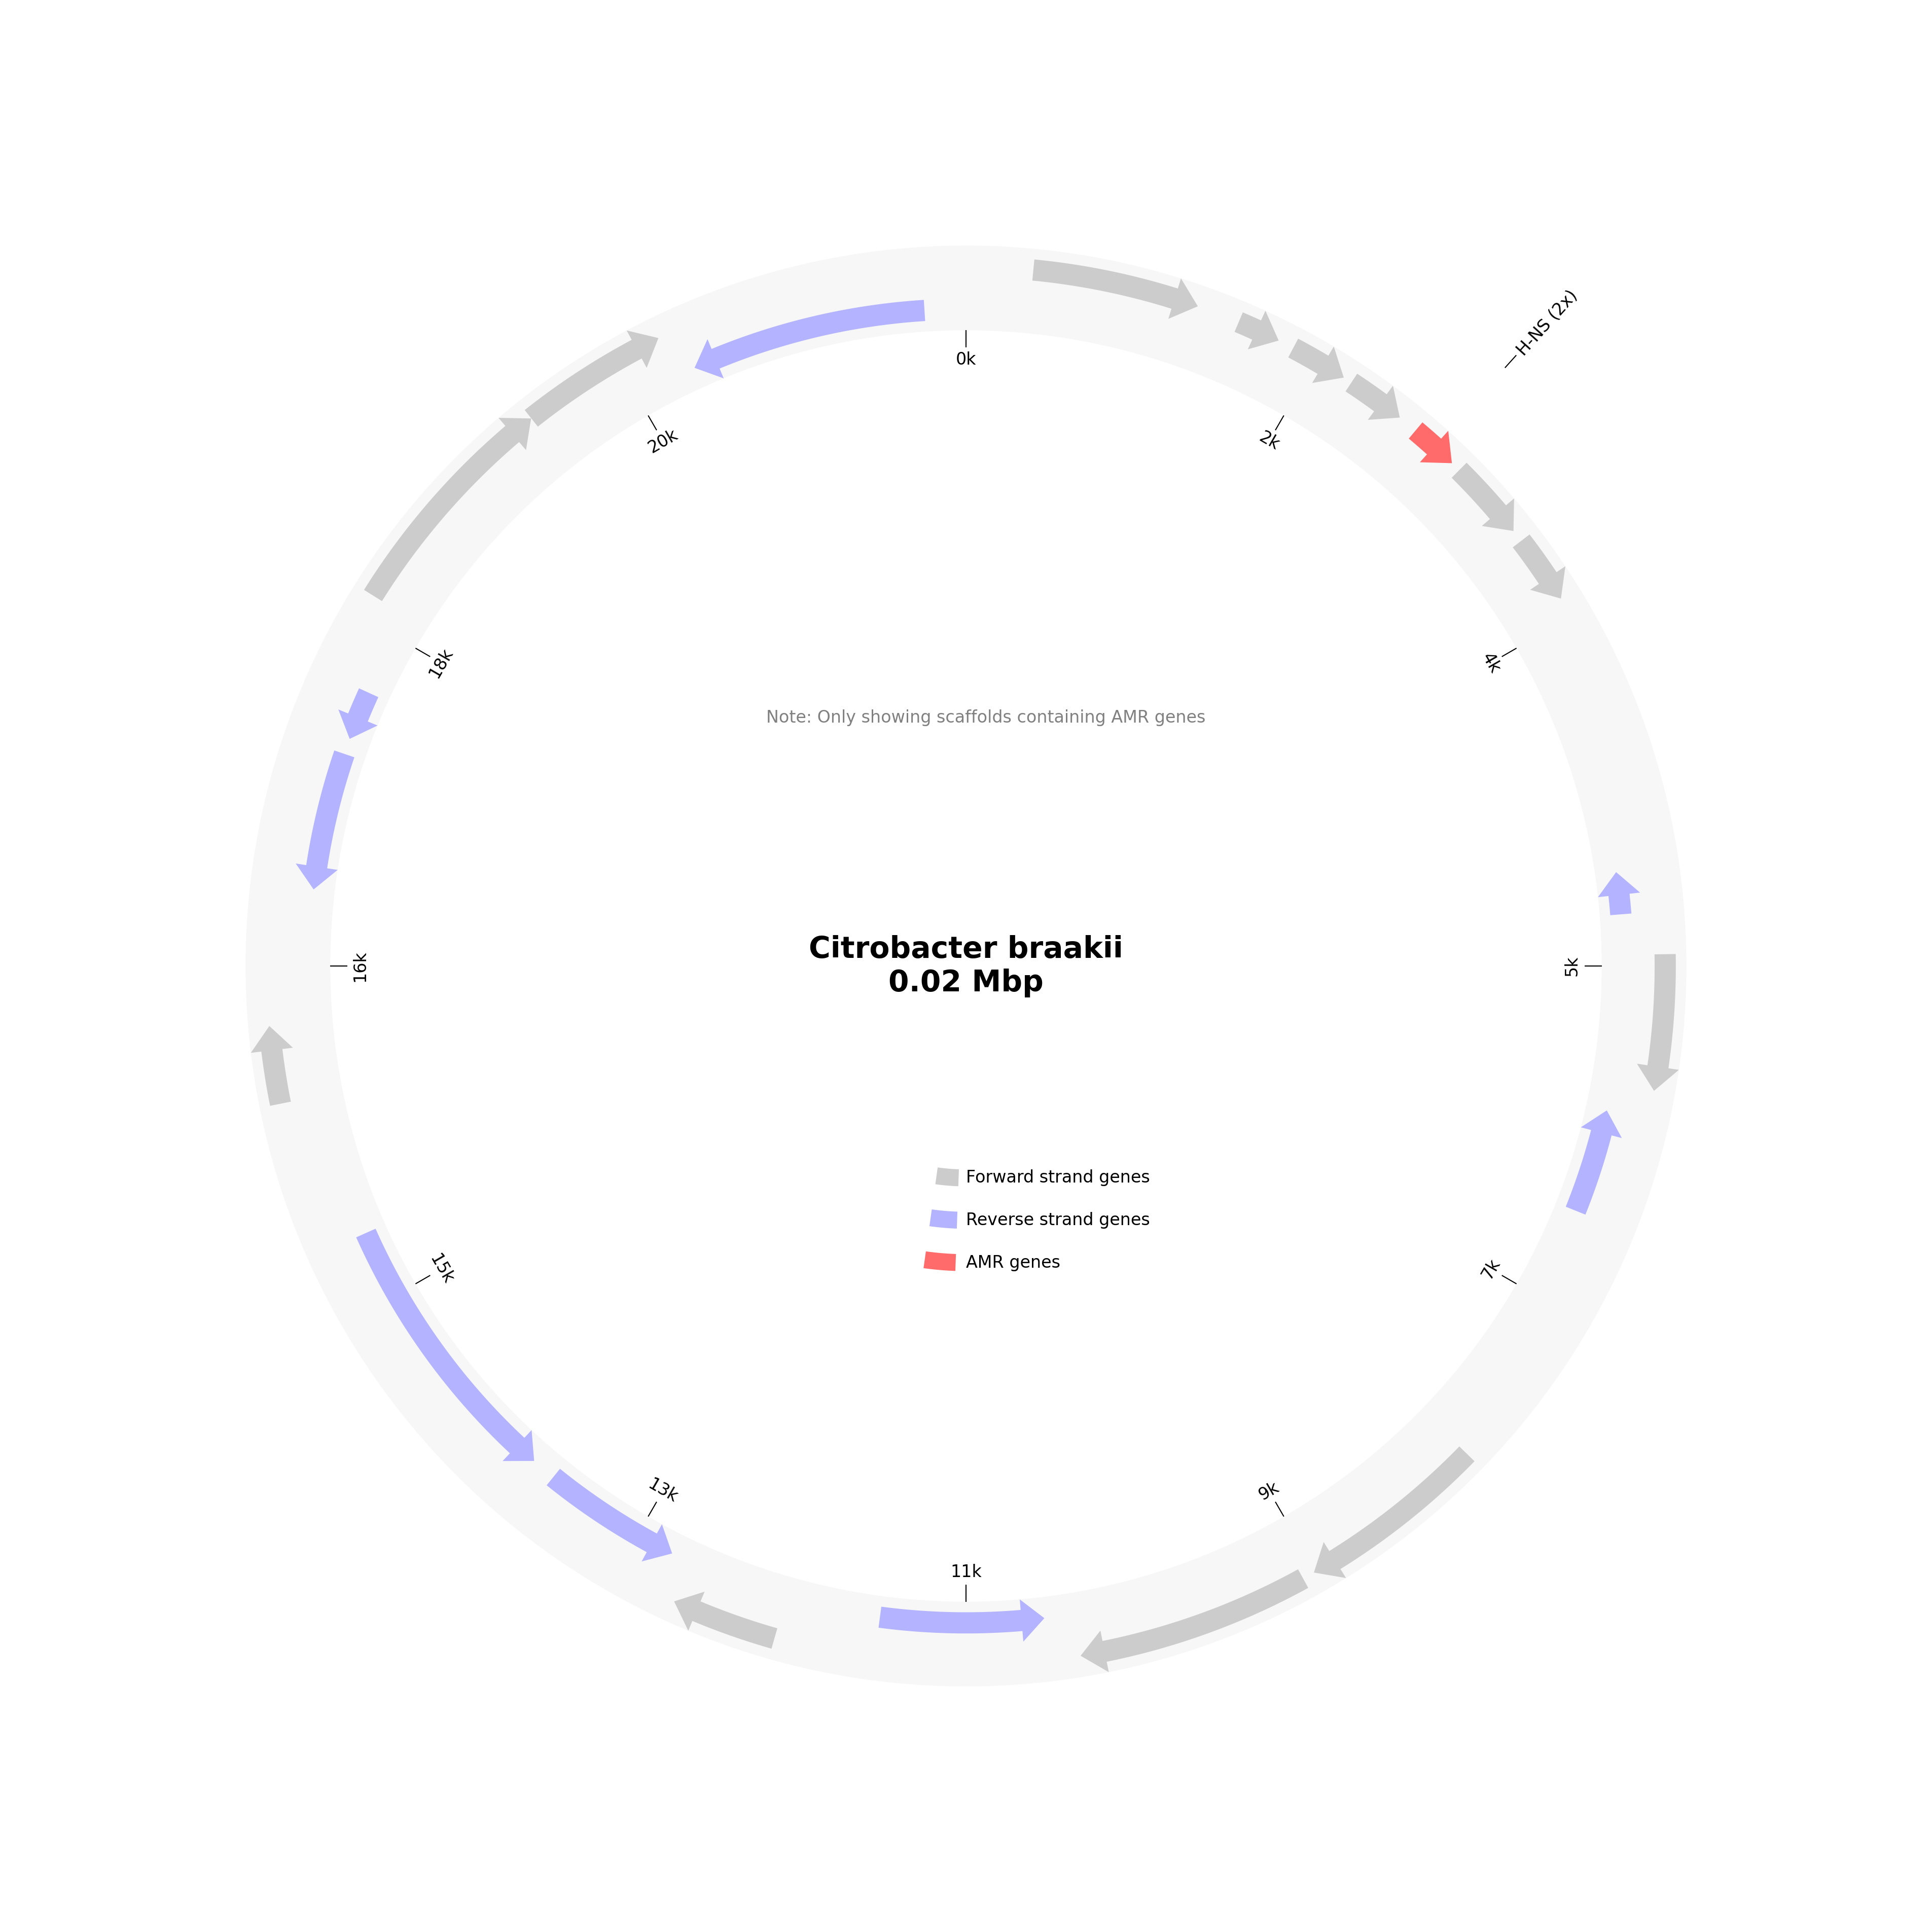 H-NS (2x)
0k
2k
4k
5k
7k
9k
11k
13k
15k
16k
18k
20k
Note: Only showing scaffolds containing AMR genes
Citrobacter braakii
0.02 Mbp
Forward strand genes
Reverse strand genes
AMR genes